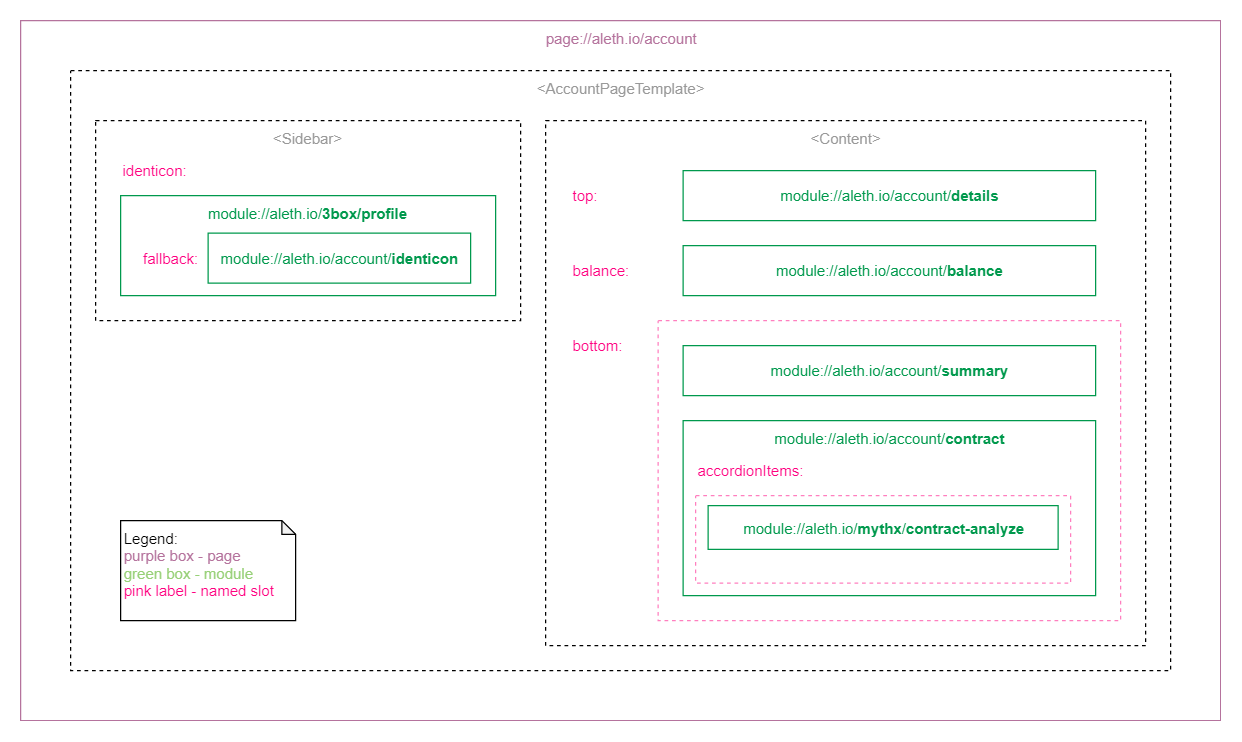 page://aleth.io/account
<AccountPageTemplate>
<Sidebar>
identicon:
module://aleth.io/3box/profile
fallback:
module://aleth.io/account/identicon
<Content>
top:
module://aleth.io/account/details
balance:
module://aleth.io/account/balance
bottom:
module://aleth.io/account/summary
module://aleth.io/account/contract
accordionItems:
module://aleth.io/mythx/contract-analyze
Legend:
purple box - page
green box - module
pink label - named slot